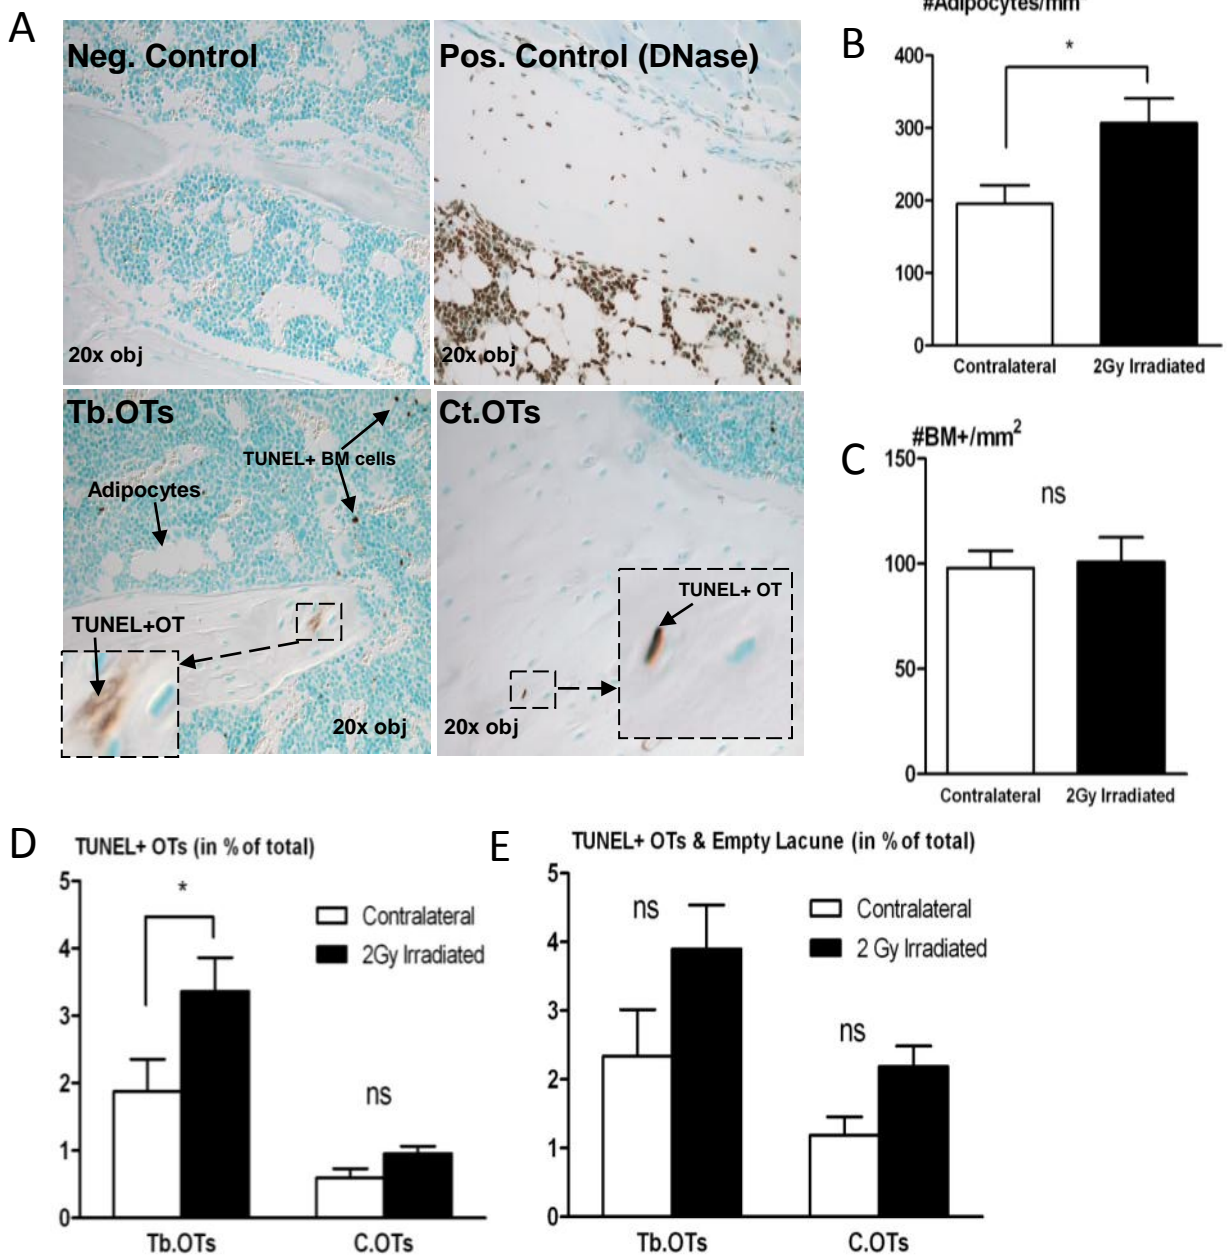 A
Neg. Control
20x obj
Pos. Control (DNase)
20x obj
Tb.OTs
TUNEL+ BM cells
Adipocytes
TUNEL+OT
20x obj
Ct.OTs
TUNEL+ OT
20x obj
B
#Adipocytes/mm
*
400
300
200
100
0
Contralateral
2Gy Irradiated
C
#BM+/mm²
150
ns
100
50
0
Contralateral
2Gy Irradiated
D
TUNEL+ OTs (in % of total)
5
*
Contralateral
4
2Gy Irradiated
3
2
ns
1
0
Tb.OTs
C.OTs
E
TUNEL+ OTs & Empty Lacune (in % of total)
5
ns
Contralateral
4
2 Gy Irradiated
3
ns
2
1
0
Tb.OTs
C.OTs